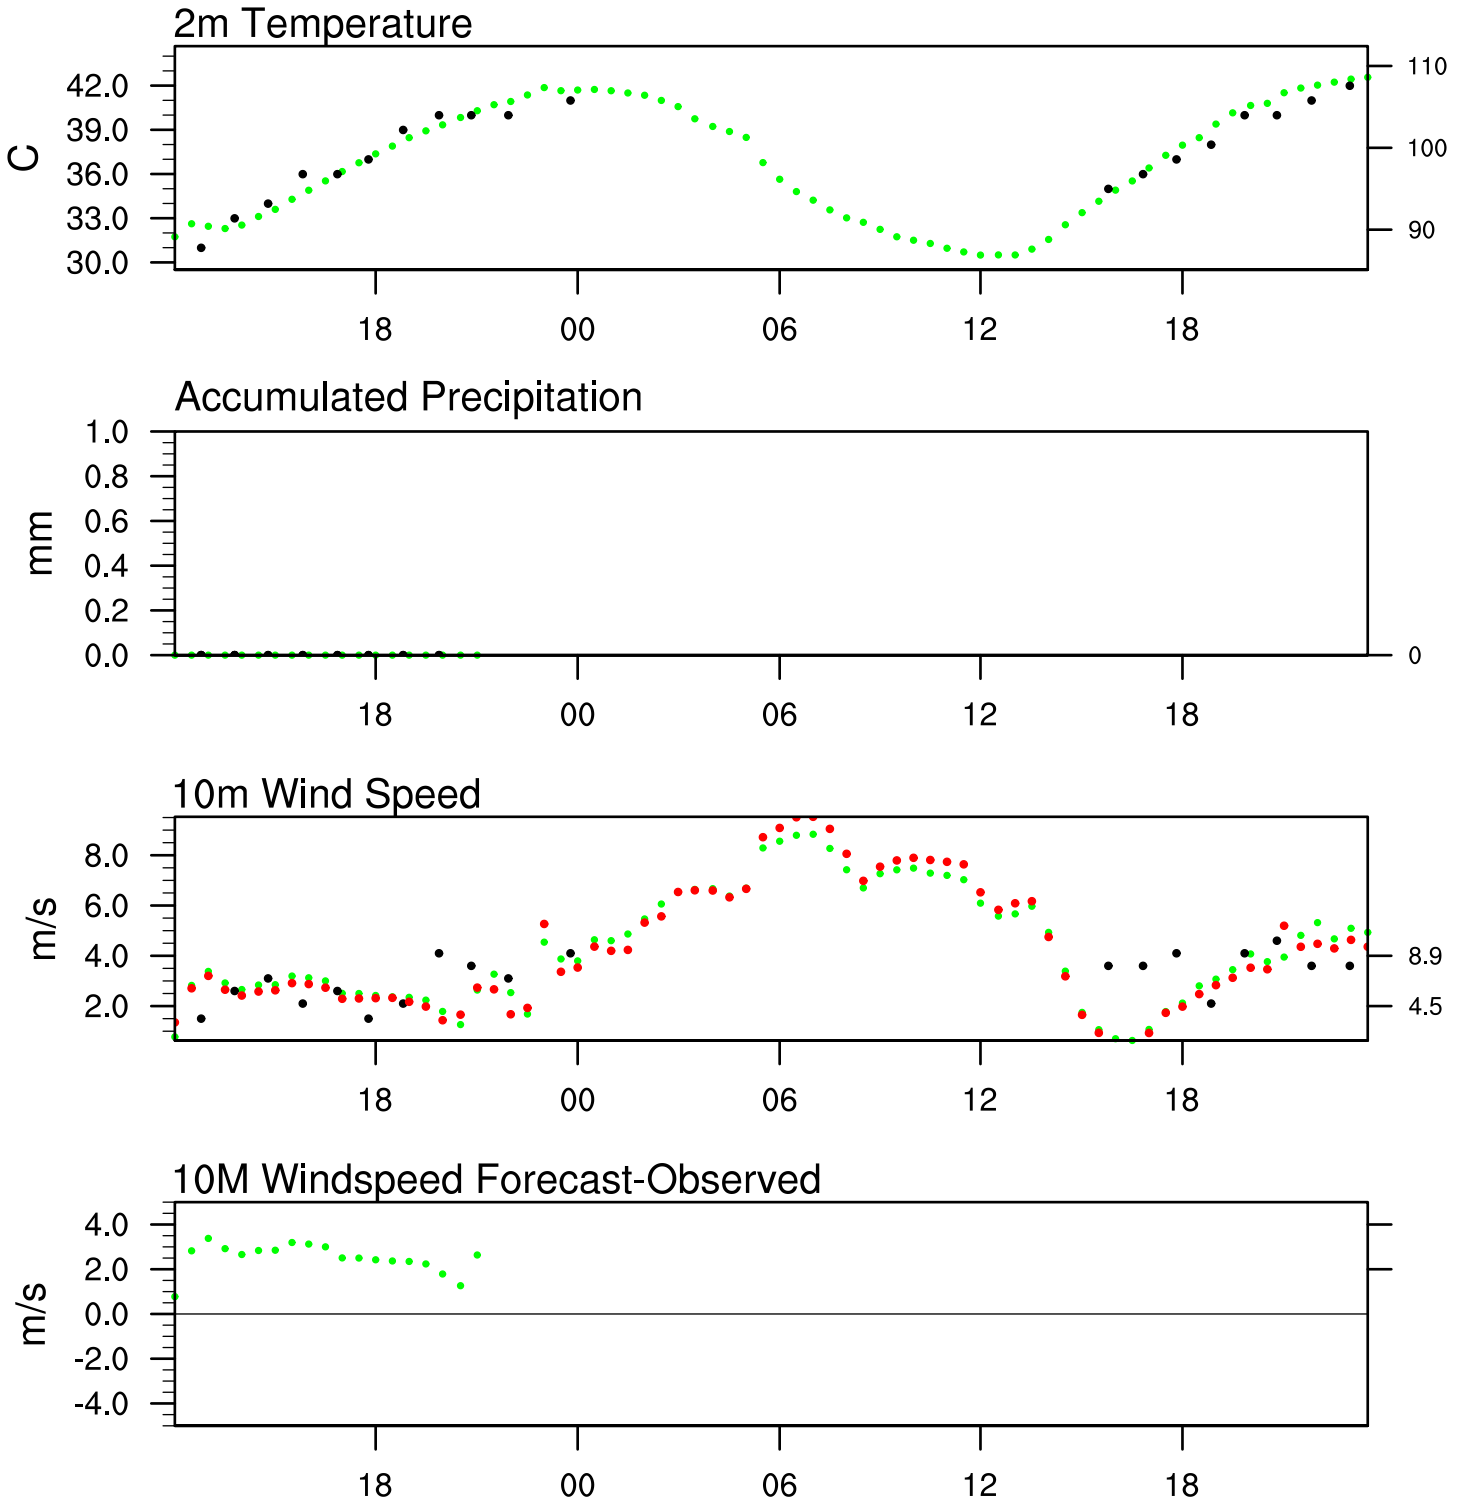 2m Temperature
42.0
39.0
36.0
33.0
30.0
C
110
100
90
18 00 06 12 18
Accumulated Precipitation
1.0
0.8
0.6
0.4
0.2
0.0
mm
0
18 00 06 12 18
10m Wind Speed
8.0
6.0
4.0
2.0
m/s
8.9
4.5
18 00 06 12 18
10M Windspeed Forecast-Observed
4.0
2.0
0.0
-2.0
-4.0
m/s
18 00 06 12 18